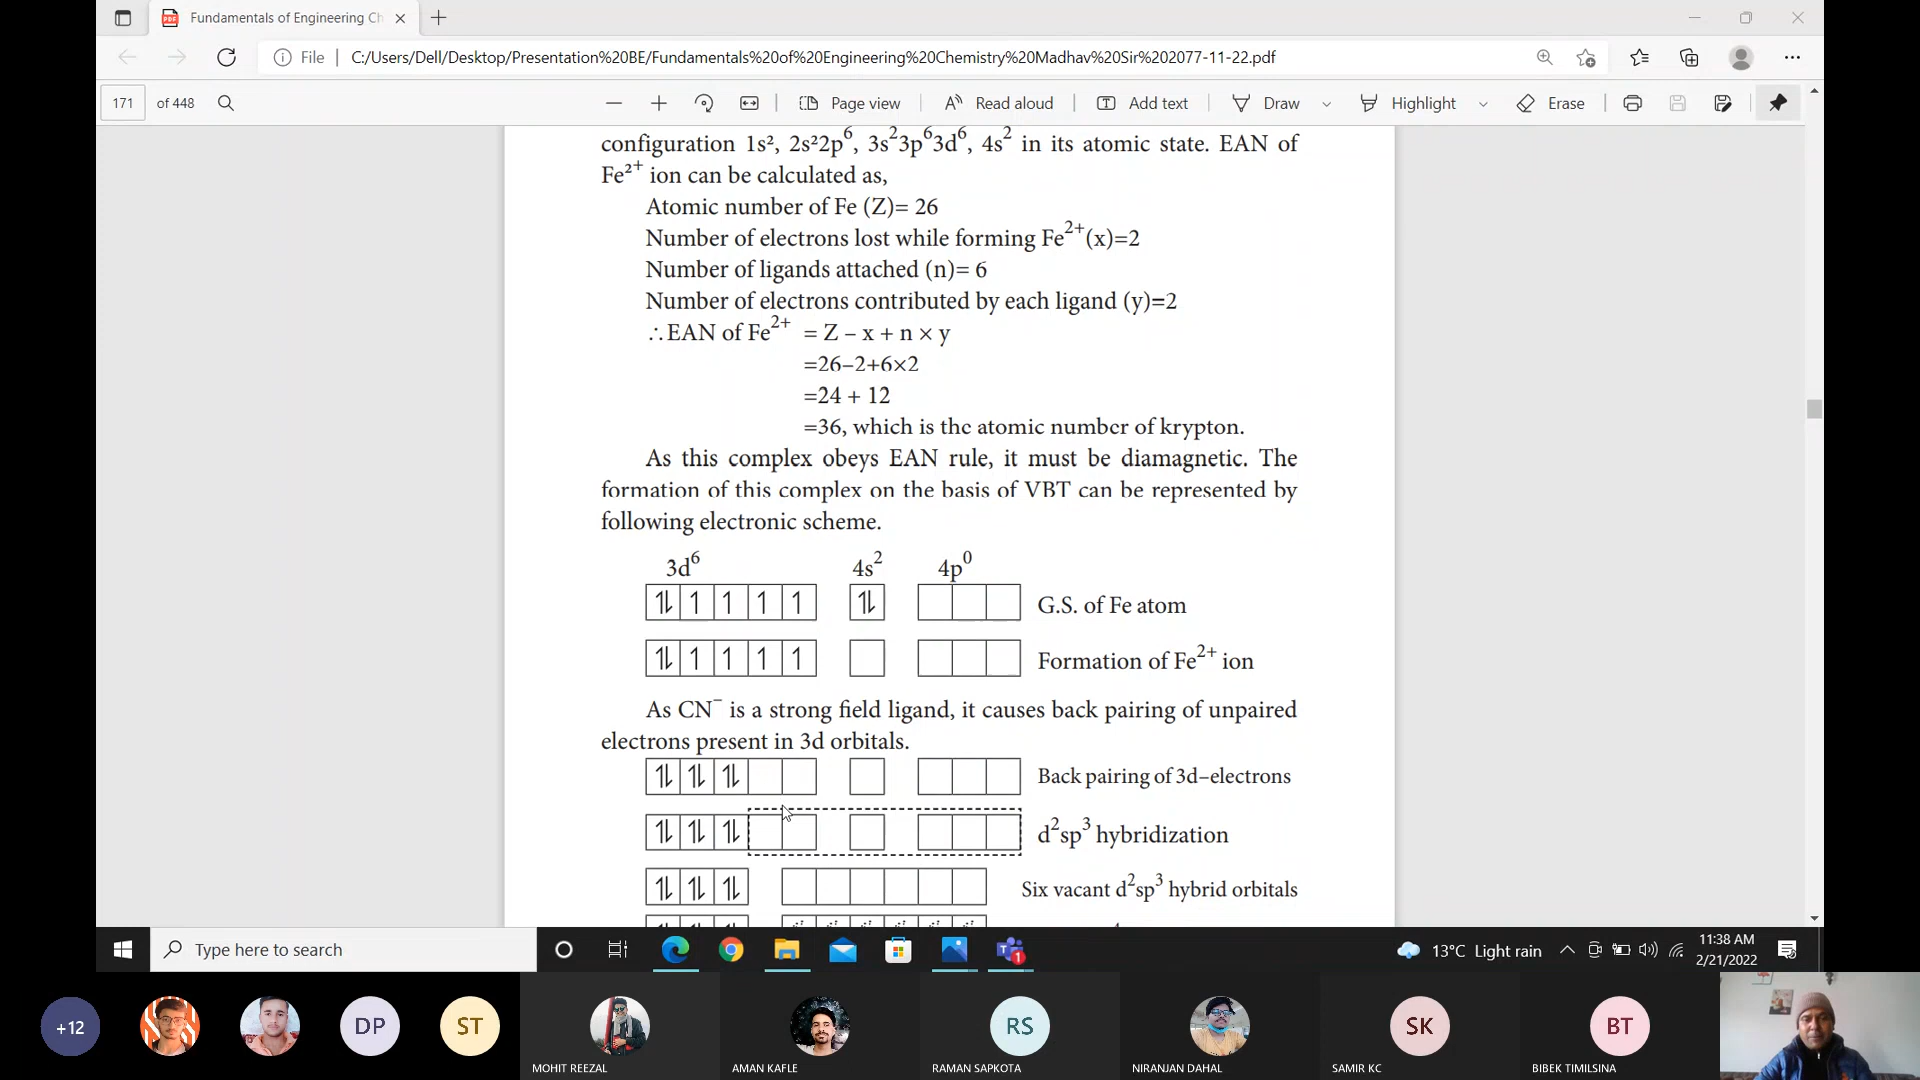 Fundamentals of Engineering Ch
File C:/Users/Dell/Desktop/Presentation%20BE/Fundamentals%20of%20Engineering%20Chemistry%20Madhav%20Sir%202077-11-22.pdf
171 of 448 Page view Read aloud Add text Draw Highlight Erase
configuration 1s², 2s²2p⁶, 3s²3p⁶3d⁶, 4s² in its atomic state. EAN of
Fe²⁺ ion can be calculated as,
Atomic number of Fe (Z)= 26
Number of electrons lost while forming Fe²⁺(x)=2
Number of ligands attached (n)= 6
Number of electrons contributed by each ligand (y)=2
∴EAN of Fe²⁺ = Z – x + n × y
=26–2+6×2
=24 + 12
=36, which is the atomic number of krypton.
As this complex obeys EAN rule, it must be diamagnetic. The
formation of this complex on the basis of VBT can be represented by
following electronic scheme.
3d⁶ 4s² 4p⁰
⥮ ↿ ↿ ↿ ↿ ⥮ G.S. of Fe atom
⥮ ↿ ↿ ↿ ↿ Formation of Fe²⁺ ion
As CN⁻ is a strong field ligand, it causes back pairing of unpaired
electrons present in 3d orbitals.
⥮ ⥮ ⥮ Back pairing of 3d–electrons
⥮ ⥮ ⥮ d²sp³ hybridization
⥮ ⥮ ⥮ Six vacant d²sp³ hybrid orbitals
Type here to search
1
13°C Light rain
11:38 AM
2/21/2022
+12 DP ST RS SK BT
MOHIT REEZAL AMAN KAFLE RAMAN SAPKOTA NIRANJAN DAHAL SAMIR KC BIBEK TIMILSINA